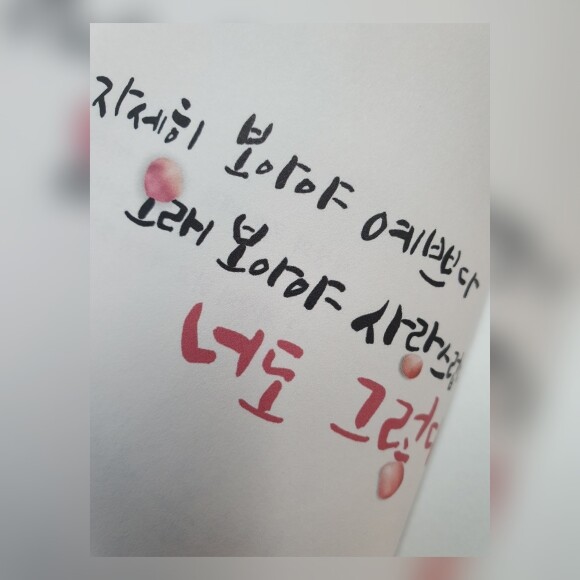 자세히 보아야 예쁘다
오래 보아야 사랑스럽
너도 그렇